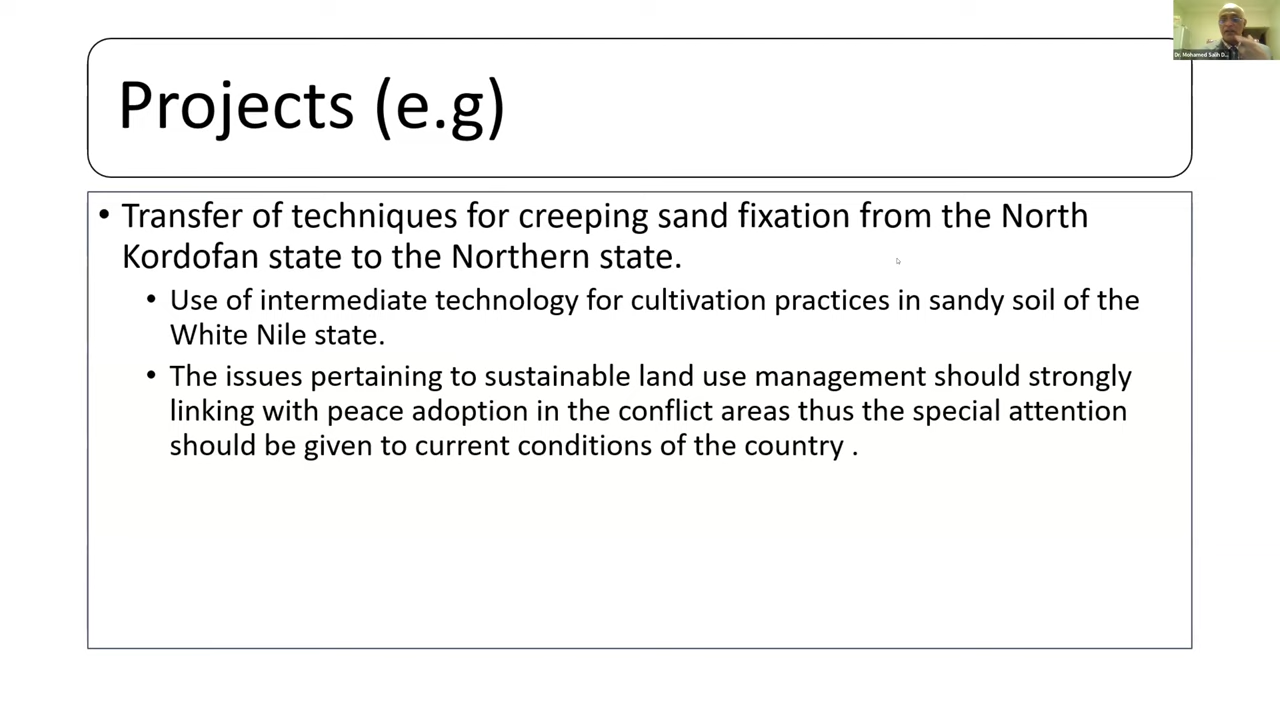 Dr. Mohamed Salih D...
Projects (e.g)
• Transfer of techniques for creeping sand fixation from the North
Kordofan state to the Northern state.
• Use of intermediate technology for cultivation practices in sandy soil of the
White Nile state.
• The issues pertaining to sustainable land use management should strongly
linking with peace adoption in the conflict areas thus the special attention
should be given to current conditions of the country .